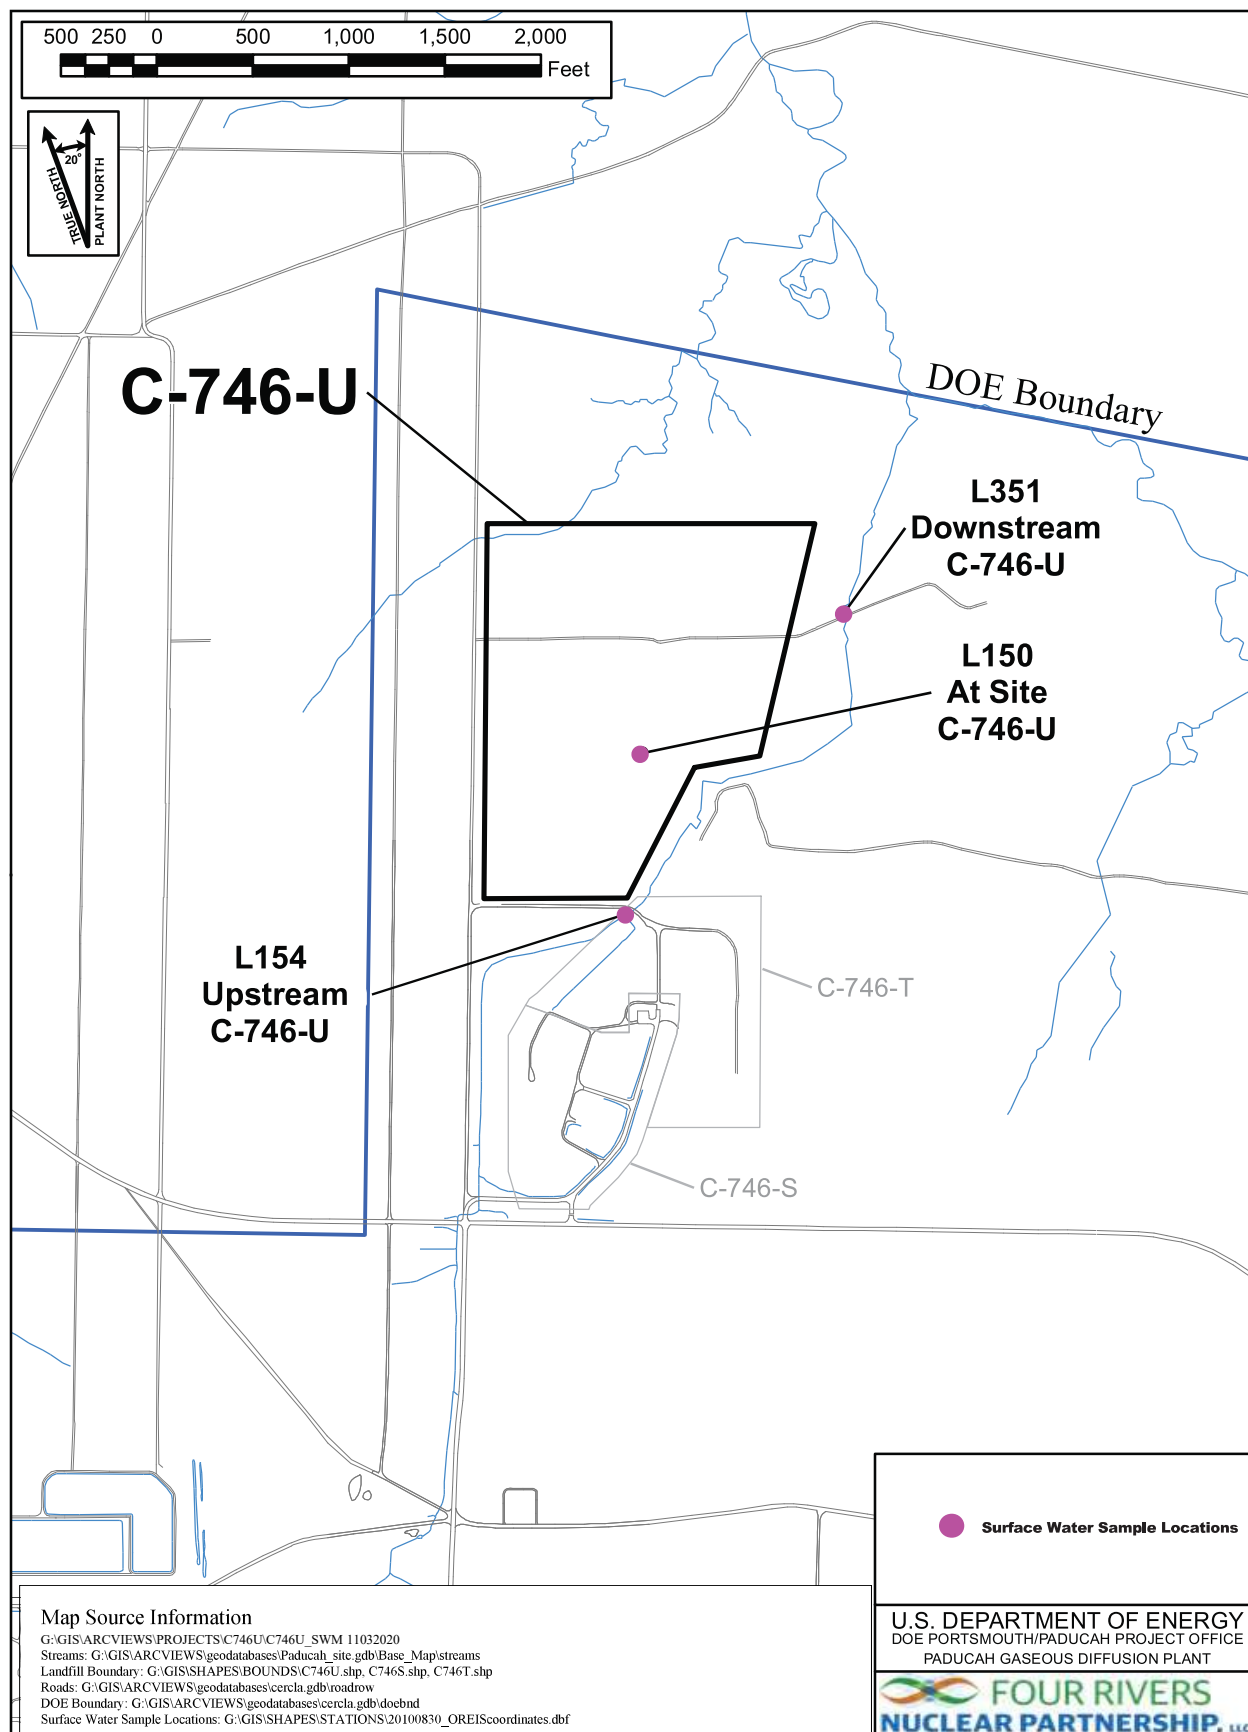 500 250 0 500 1,000 1,500 2,000
Feet
20°
TRUE NORTH
PLANT NORTH
C-746-U
DOE Boundary
L351
Downstream
C-746-U
L150
At Site
C-746-U
L154
Upstream
C-746-U
C-746-T
C-746-S
Surface Water Sample Locations
Map Source Information
G:\GIS\ARCVIEWS\PROJECTS\C746U\C746U_SWM 11032020
Streams: G:\GIS\ARCVIEWS\geodatabases\Paducah_site.gdb\Base_Map\streams
Landfill Boundary: G:\GIS\SHAPES\BOUNDS\C746U.shp, C746S.shp, C746T.shp
Roads: G:\GIS\ARCVIEWS\geodatabases\cercla.gdb\roadrow
DOE Boundary: G:\GIS\ARCVIEWS\geodatabases\cercla.gdb\doebnd
Surface Water Sample Locations: G:\GIS\SHAPES\STATIONS\20100830_OREIScoordinates.dbf
U.S. DEPARTMENT OF ENERGY
DOE PORTSMOUTH/PADUCAH PROJECT OFFICE
PADUCAH GASEOUS DIFFUSION PLANT
FOUR RIVERS
NUCLEAR PARTNERSHIP,